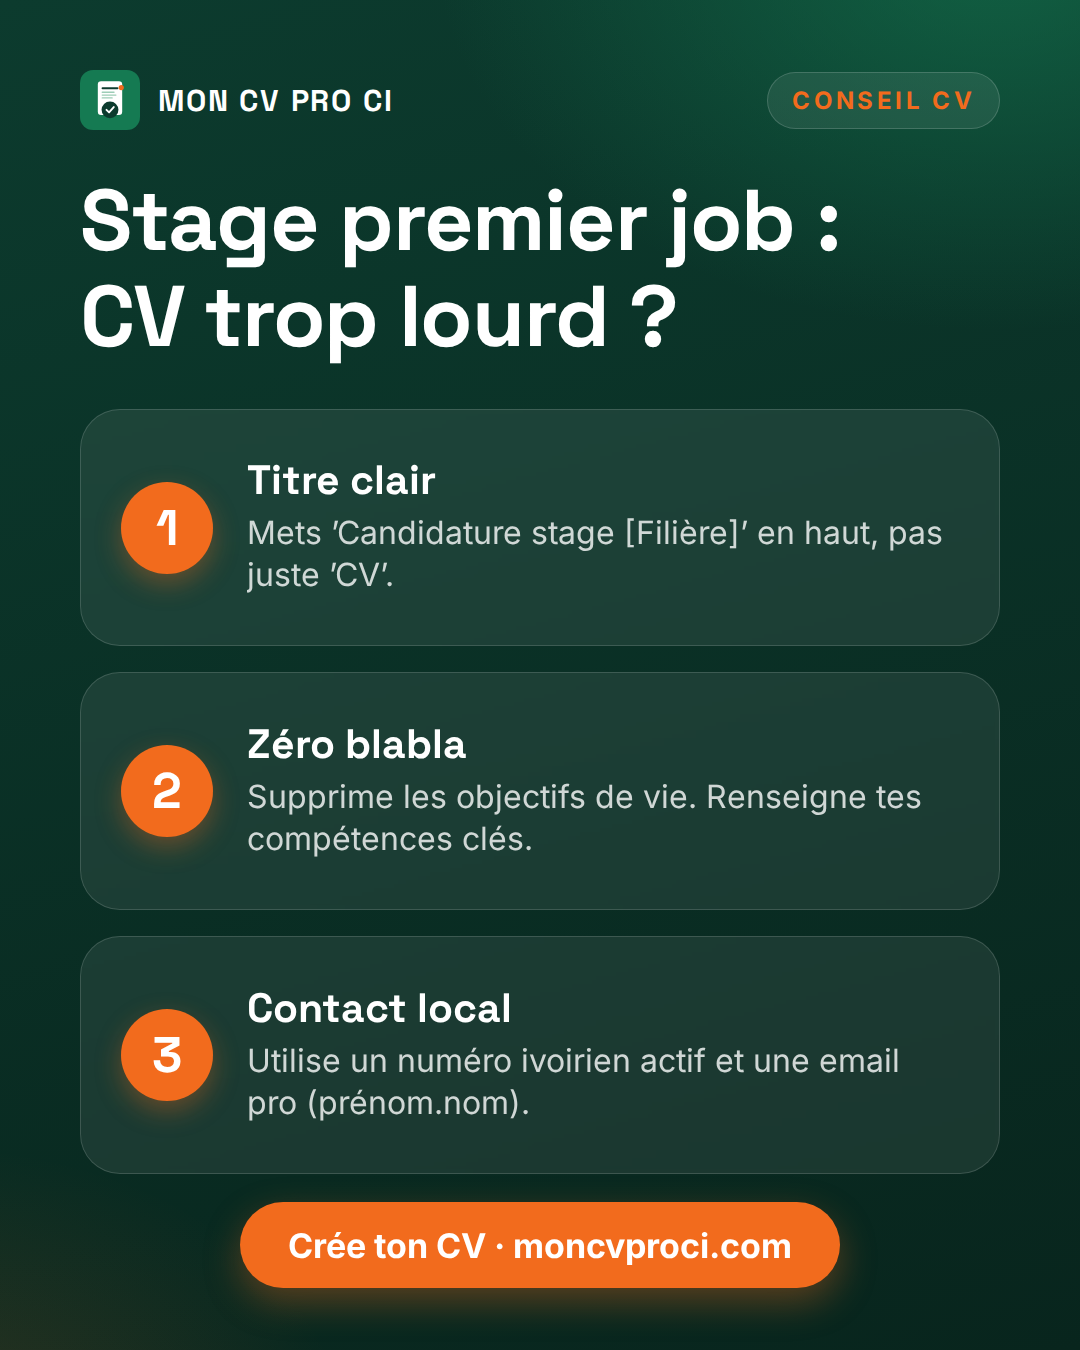 MON CV PRO CI
CONSEIL CV
Stage premier job :
CV trop lourd ?
1
Titre clair
Mets ’Candidature stage [Filière]’ en haut, pas
juste ’CV’.
2
Zéro blabla
Supprime les objectifs de vie. Renseigne tes
compétences clés.
3
Contact local
Utilise un numéro ivoirien actif et une email
pro (prénom.nom).
Crée ton CV · moncvproci.com